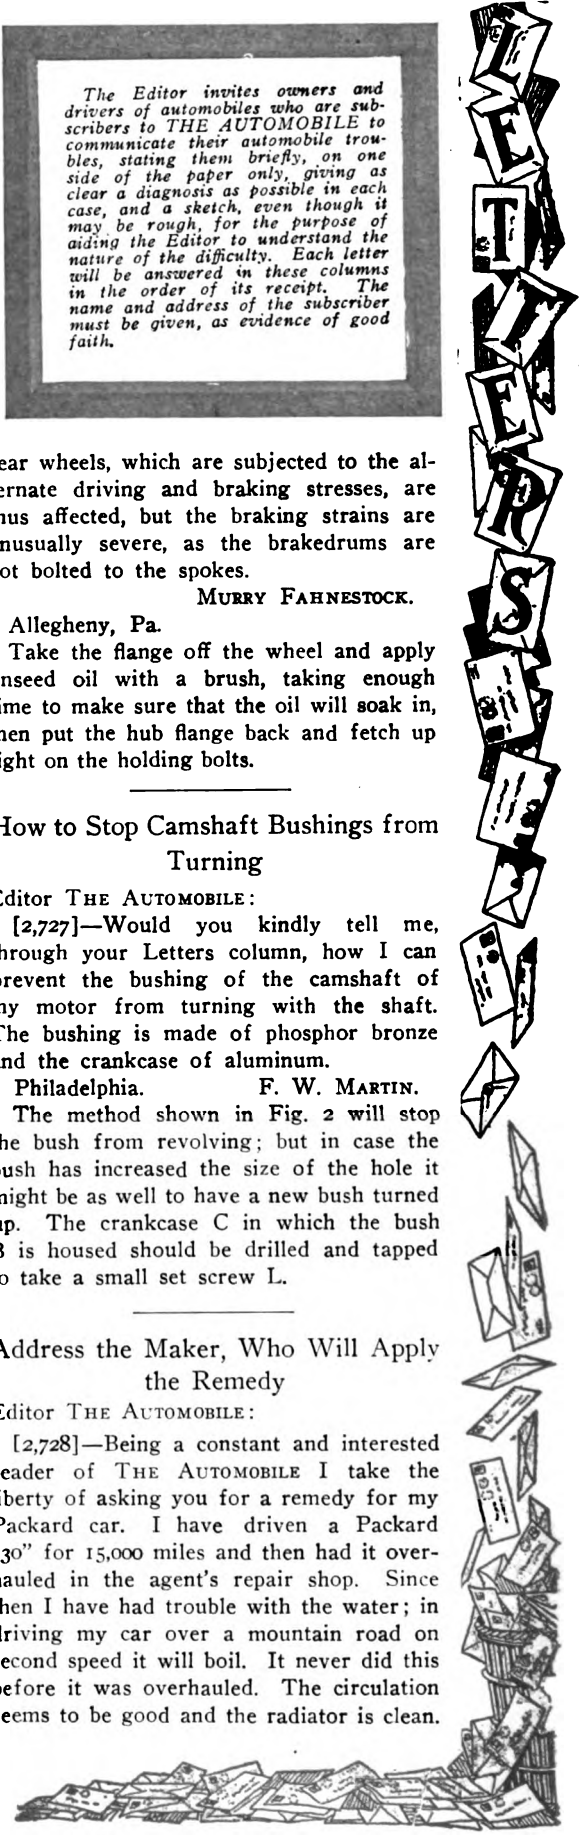 The Editor invites owners and
drivers of automobiles who are sub-
scribers to THE AUTOMOBILE to
communicate their automobile trou-
bles, stating them briefly, on one
side of the paper only, giving as
clear a diagnosis as possible in each
case, and a sketch, even though it
may be rough, for the purpose of
aiding the Editor to understand the
nature of the difficulty. Each letter
will be answered in these columns
in the order of its receipt. The
name and address of the subscriber
must be given, as evidence of good
faith.
LETTERS
ear wheels, which are subjected to the al-
ernate driving and braking stresses, are
hus affected, but the braking strains are
nusually severe, as the brakedrums are
ot bolted to the spokes.
MURRY FAHNESTOCK.
Allegheny, Pa.
Take the flange off the wheel and apply
nseed oil with a brush, taking enough
ime to make sure that the oil will soak in,
hen put the hub flange back and fetch up
ight on the holding bolts.
How to Stop Camshaft Bushings from
Turning
Editor THE AUTOMOBILE:
[2,727]—Would you kindly tell me,
hrough your Letters column, how I can
prevent the bushing of the camshaft of
my motor from turning with the shaft.
The bushing is made of phosphor bronze
nd the crankcase of aluminum.
Philadelphia. F. W. MARTIN.
The method shown in Fig. 2 will stop
he bush from revolving; but in case the
bush has increased the size of the hole it
might be as well to have a new bush turned
up. The crankcase C in which the bush
B is housed should be drilled and tapped
o take a small set screw L.
Address the Maker, Who Will Apply
the Remedy
Editor THE AUTOMOBILE:
[2,728]—Being a constant and interested
eader of THE AUTOMOBILE I take the
iberty of asking you for a remedy for my
Packard car. I have driven a Packard
30" for 15,000 miles and then had it over-
hauled in the agent's repair shop. Since
hen I have had trouble with the water; in
driving my car over a mountain road on
second speed it will boil. It never did this
before it was overhauled. The circulation
eems to be good and the radiator is clean.